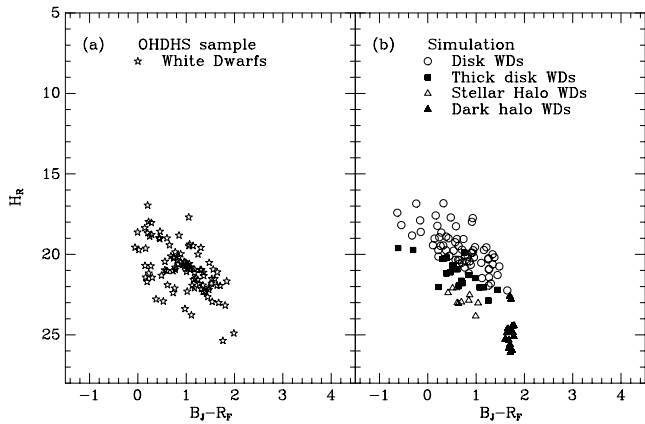 (a) OHDHS sample
White Dwarfs
(b) Simulation
Disk WDs
Thick disk WDs
Stellar Halo WDs
Dark halo WDs
5
10
15
20
25
H_R
−1 0 1 2 3 4
−1 0 1 2 3 4
B_J−R_F
B_J−R_F